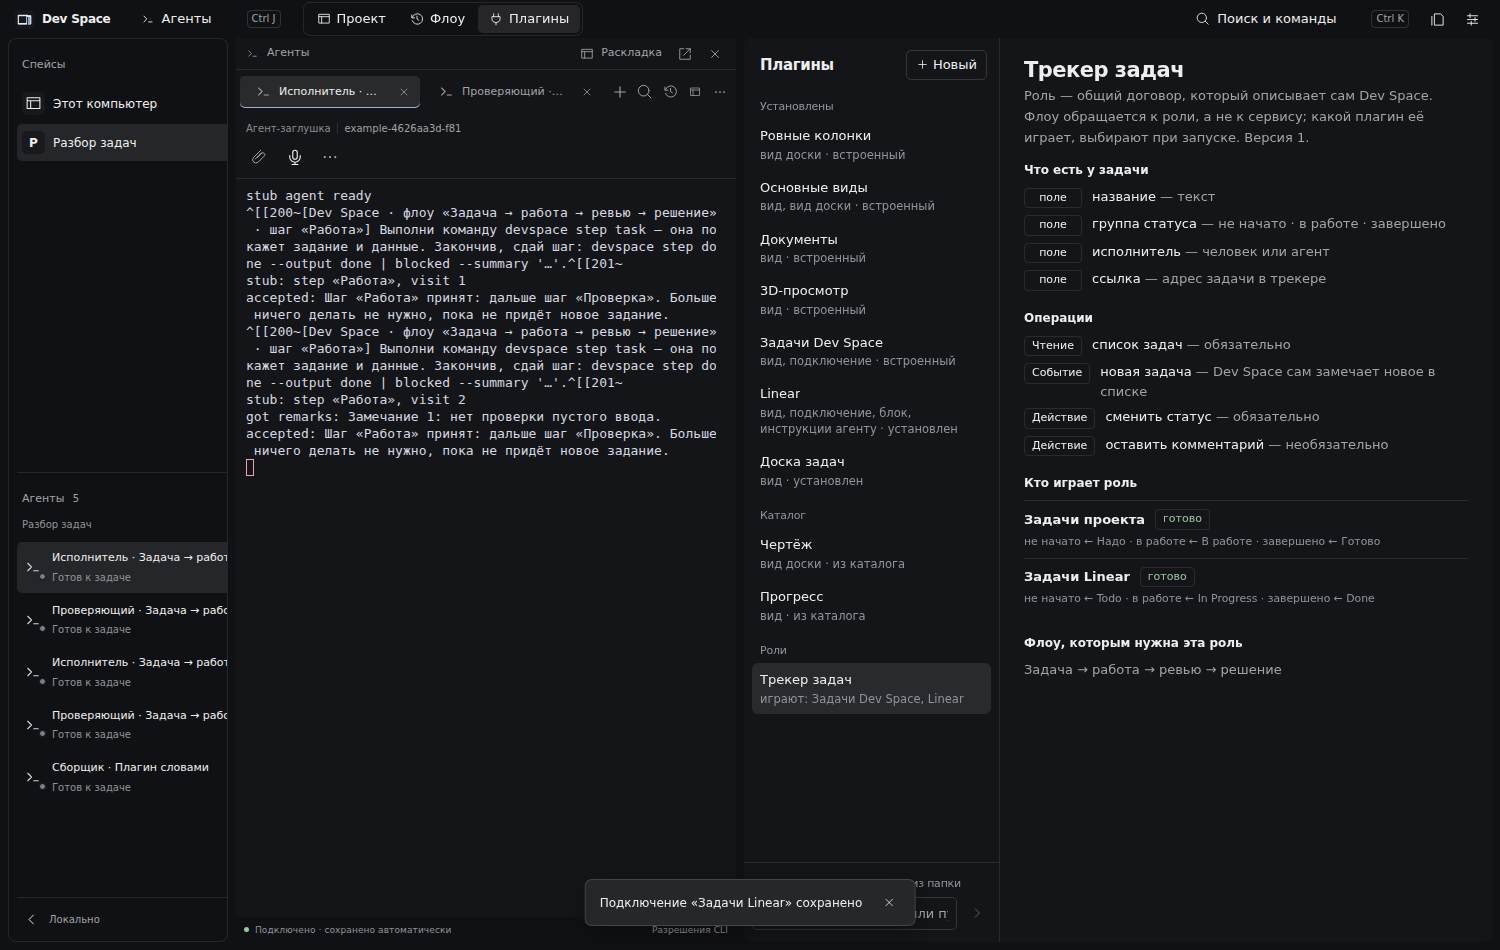 Dev Space
Агенты
Ctrl J
Проект
Флоу
Плагины
Поиск и команды
Ctrl K
Спейсы
Этот компьютер
P Разбор задач
Агенты 5
Разбор задач
Исполнитель · Задача → работ
Готов к задаче
Проверяющий · Задача → рабо
Готов к задаче
Исполнитель · Задача → работ
Готов к задаче
Проверяющий · Задача → рабо
Готов к задаче
Сборщик · Плагин словами
Готов к задаче
Локально
Агенты
Раскладка
Исполнитель · ...
Проверяющий ·...
Агент-заглушка | example-4626aa3d-f81
stub agent ready
^[[200~[Dev Space · флоу «Задача → работа → ревью → решение»
· шаг «Работа»] Выполни команду devspace step task — она по
кажет задание и данные. Закончив, сдай шаг: devspace step do
ne --output done | blocked --summary '…'.^[[201~
stub: step «Работа», visit 1
accepted: Шаг «Работа» принят: дальше шаг «Проверка». Больше
ничего делать не нужно, пока не придёт новое задание.
^[[200~[Dev Space · флоу «Задача → работа → ревью → решение»
· шаг «Работа»] Выполни команду devspace step task — она по
кажет задание и данные. Закончив, сдай шаг: devspace step do
ne --output done | blocked --summary '…'.^[[201~
stub: step «Работа», visit 2
got remarks: Замечание 1: нет проверки пустого ввода.
accepted: Шаг «Работа» принят: дальше шаг «Проверка». Больше
ничего делать не нужно, пока не придёт новое задание.
Подключено · сохранено автоматически
Разрешения CLI
Плагины
+ Новый
Установлены
Ровные колонки
вид доски · встроенный
Основные виды
вид, вид доски · встроенный
Документы
вид · встроенный
3D-просмотр
вид · встроенный
Задачи Dev Space
вид, подключение · встроенный
Linear
вид, подключение, блок,
инструкции агенту · установлен
Доска задач
вид · установлен
Каталог
Чертёж
вид доски · из каталога
Прогресс
вид · из каталога
Роли
Трекер задач
играют: Задачи Dev Space, Linear
из папки
или п
Подключение «Задачи Linear» сохранено
Трекер задач
Роль — общий договор, который описывает сам Dev Space.
Флоу обращается к роли, а не к сервису; какой плагин её
играет, выбирают при запуске. Версия 1.
Что есть у задачи
поле название — текст
поле группа статуса — не начато · в работе · завершено
поле исполнитель — человек или агент
поле ссылка — адрес задачи в трекере
Операции
Чтение список задач — обязательно
Событие новая задача — Dev Space сам замечает новое в
списке
Действие сменить статус — обязательно
Действие оставить комментарий — необязательно
Кто играет роль
Задачи проекта готово
не начато ← Надо · в работе ← В работе · завершено ← Готово
Задачи Linear готово
не начато ← Todo · в работе ← In Progress · завершено ← Done
Флоу, которым нужна эта роль
Задача → работа → ревью → решение